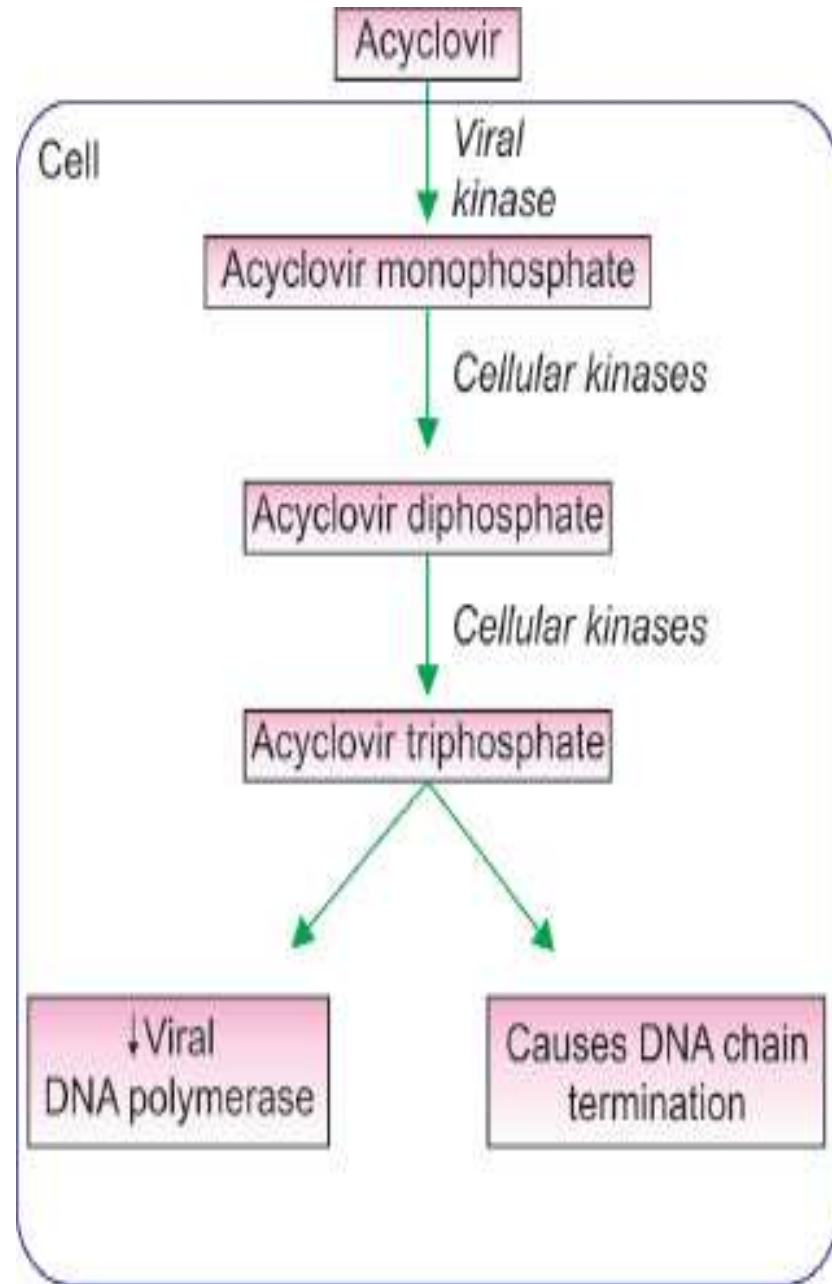 Acyclovir
Cell
Viral
kinase
Acyclovir monophosphate
Cellular kinases
Acyclovir diphosphate
Cellular kinases
Acyclovir triphosphate
↓Viral
DNA polymerase
Causes DNA chain
termination